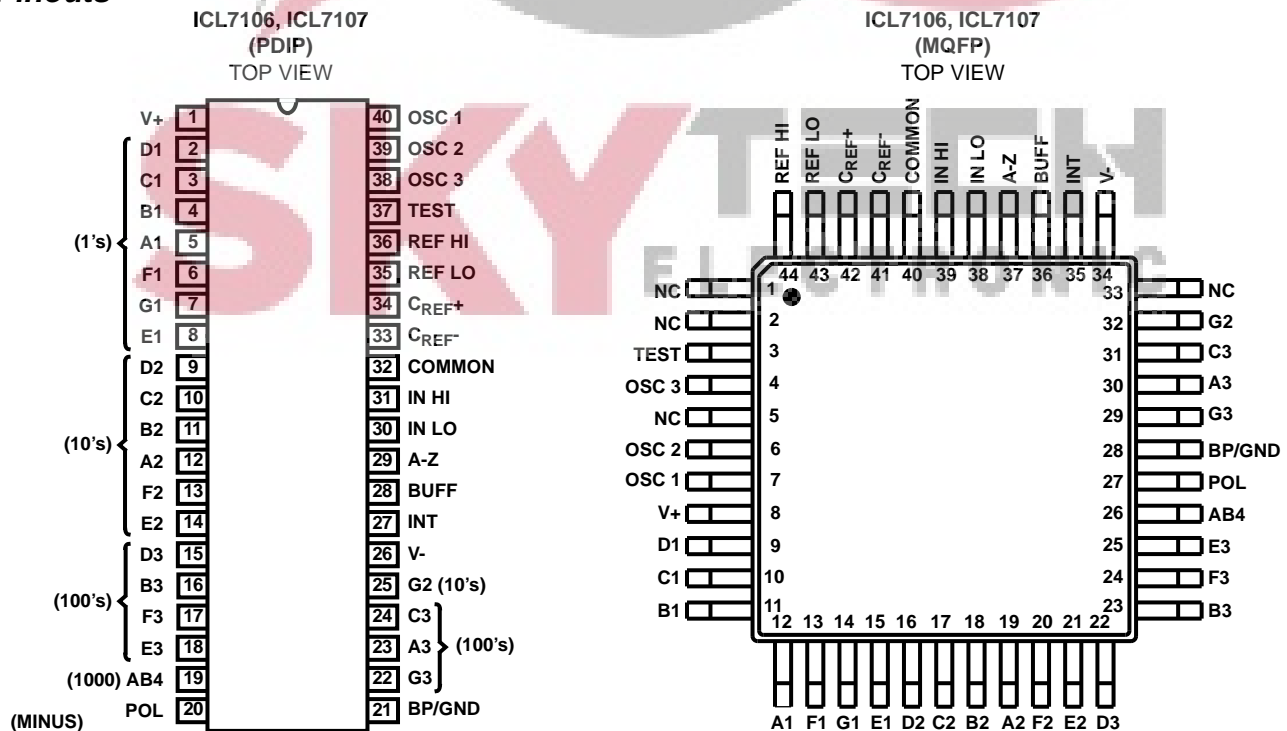 Pinouts
ICL7106, ICL7107
(PDIP)
TOP VIEW
V+ 1 40 OSC 1
D1 2 39 OSC 2
C1 3 38 OSC 3
B1 4 37 TEST
(1's) A1 5 36 REF HI
F1 6 35 REF LO
G1 7 34 CREF+
E1 8 33 CREF-
D2 9 32 COMMON
C2 10 31 IN HI
B2 11 30 IN LO
(10's) A2 12 29 A-Z
F2 13 28 BUFF
E2 14 27 INT
D3 15 26 V-
B3 16 25 G2 (10's)
(100's) F3 17 24 C3
E3 18 23 A3 (100's)
(1000) AB4 19 22 G3
(MINUS) POL 20 21 BP/GND
ICL7106, ICL7107
(MQFP)
TOP VIEW
REF HI REF LO CREF+ CREF- COMMON IN HI IN LO A-Z BUFF INT V-
44 43 42 41 40 39 38 37 36 35 34
NC 1 33 NC
NC 2 32 G2
TEST 3 31 C3
OSC 3 4 30 A3
NC 5 29 G3
OSC 2 6 28 BP/GND
OSC 1 7 27 POL
V+ 8 26 AB4
D1 9 25 E3
C1 10 24 F3
B1 11 23 B3
12 13 14 15 16 17 18 19 20 21 22
A1 F1 G1 E1 D2 C2 B2 A2 F2 E2 D3
SKYTECH
ELECTRONIC